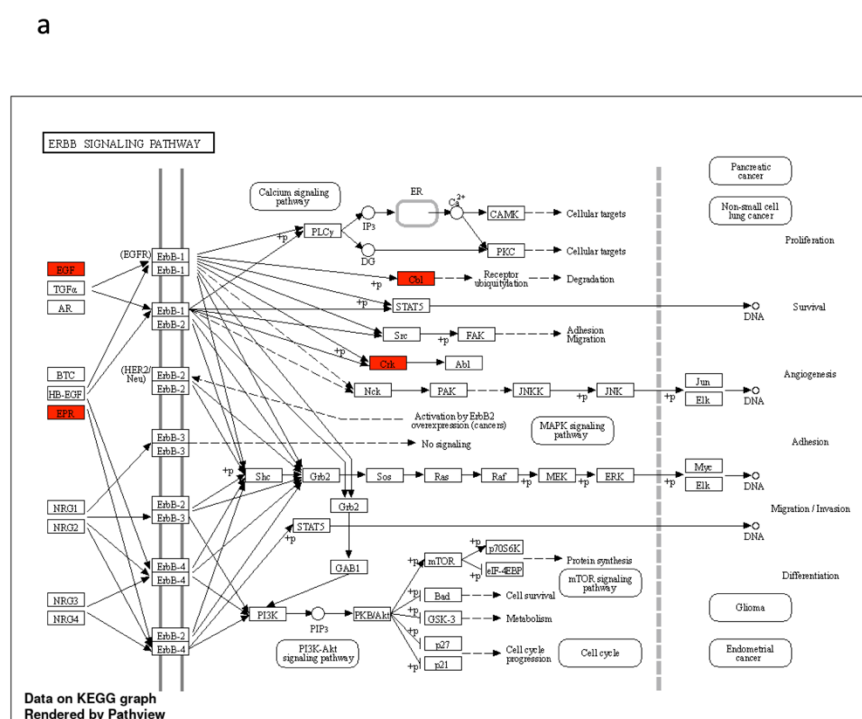 a
ERBB SIGNALING PATHWAY
Pancreatic
cancer
Calcium signaling
pathway
ER
Ca2+
Non-small cell
lung cancer
IP3
CAMK
Cellular targets
+p
PLCγ
Proliferation
(EGFR)
ErbB-1
ErbB-1
DG
PKC
Cellular targets
EGF
TGFα
AR
Cbl
+p
Receptor
ubiquitylation
Degradation
ErbB-1
ErbB-2
+p
STAT5
DNA
Survival
+p
Src
FAK
Adhesion
Migration
+p
Crk
Abl
BTC
HB-EGF
EPR
(HER2/
Neu)
ErbB-2
ErbB-2
Nck
PAK
JNKK
+p
JNK
+p
Jun
Elk
DNA
Angiogenesis
Activation by ErbB2
overexpression (cancers)
MAPK signaling
pathway
ErbB-3
ErbB-3
No signaling
Adhesion
+p
Shc
Grb2
Sos
Ras
Raf
+p
MEK
+p
ERK
+p
Myc
Elk
DNA
NRG1
NRG2
ErbB-2
ErbB-3
Grb2
Migration / Invasion
STAT5
+p
DNA
ErbB-4
ErbB-4
GAB1
+p
mTOR
+p
p70S6K
+p
eIF-4EBP
Protein synthesis
mTOR signaling
pathway
Differentiation
NRG3
NRG4
+p
Bad
Cell survival
Glioma
PI3K
PIP3
PKB/Akt
+p
GSK-3
Metabolism
ErbB-2
ErbB-4
PI3K-Akt
signaling pathway
+p
p27
+p
p21
Cell cycle
progression
Cell cycle
Endometrial
cancer
Data on KEGG graph
Rendered by Pathview